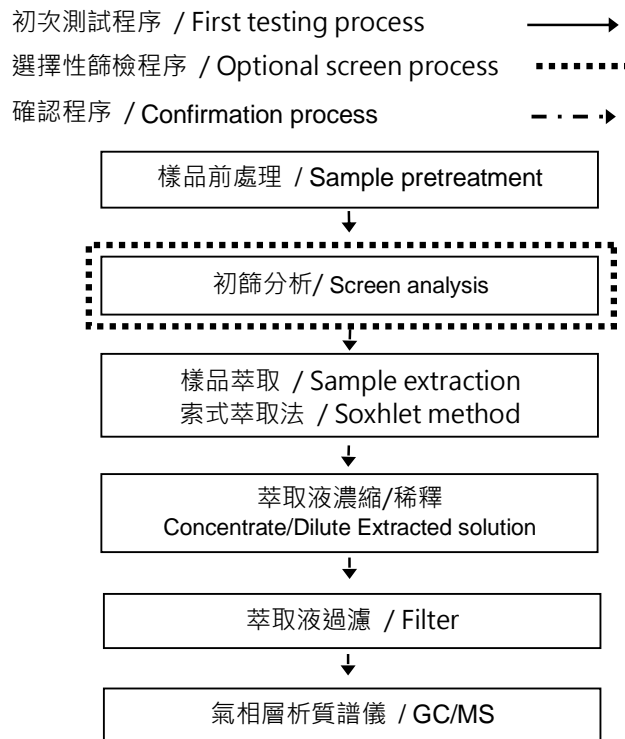 初次測試程序 / First testing process
選擇性篩檢程序 / Optional screen process
確認程序 / Confirmation process
樣品前處理 / Sample pretreatment
初篩分析/ Screen analysis
樣品萃取 / Sample extraction
索式萃取法 / Soxhlet method
萃取液濃縮/稀釋
Concentrate/Dilute Extracted solution
萃取液過濾 / Filter
氣相層析質譜儀 / GC/MS